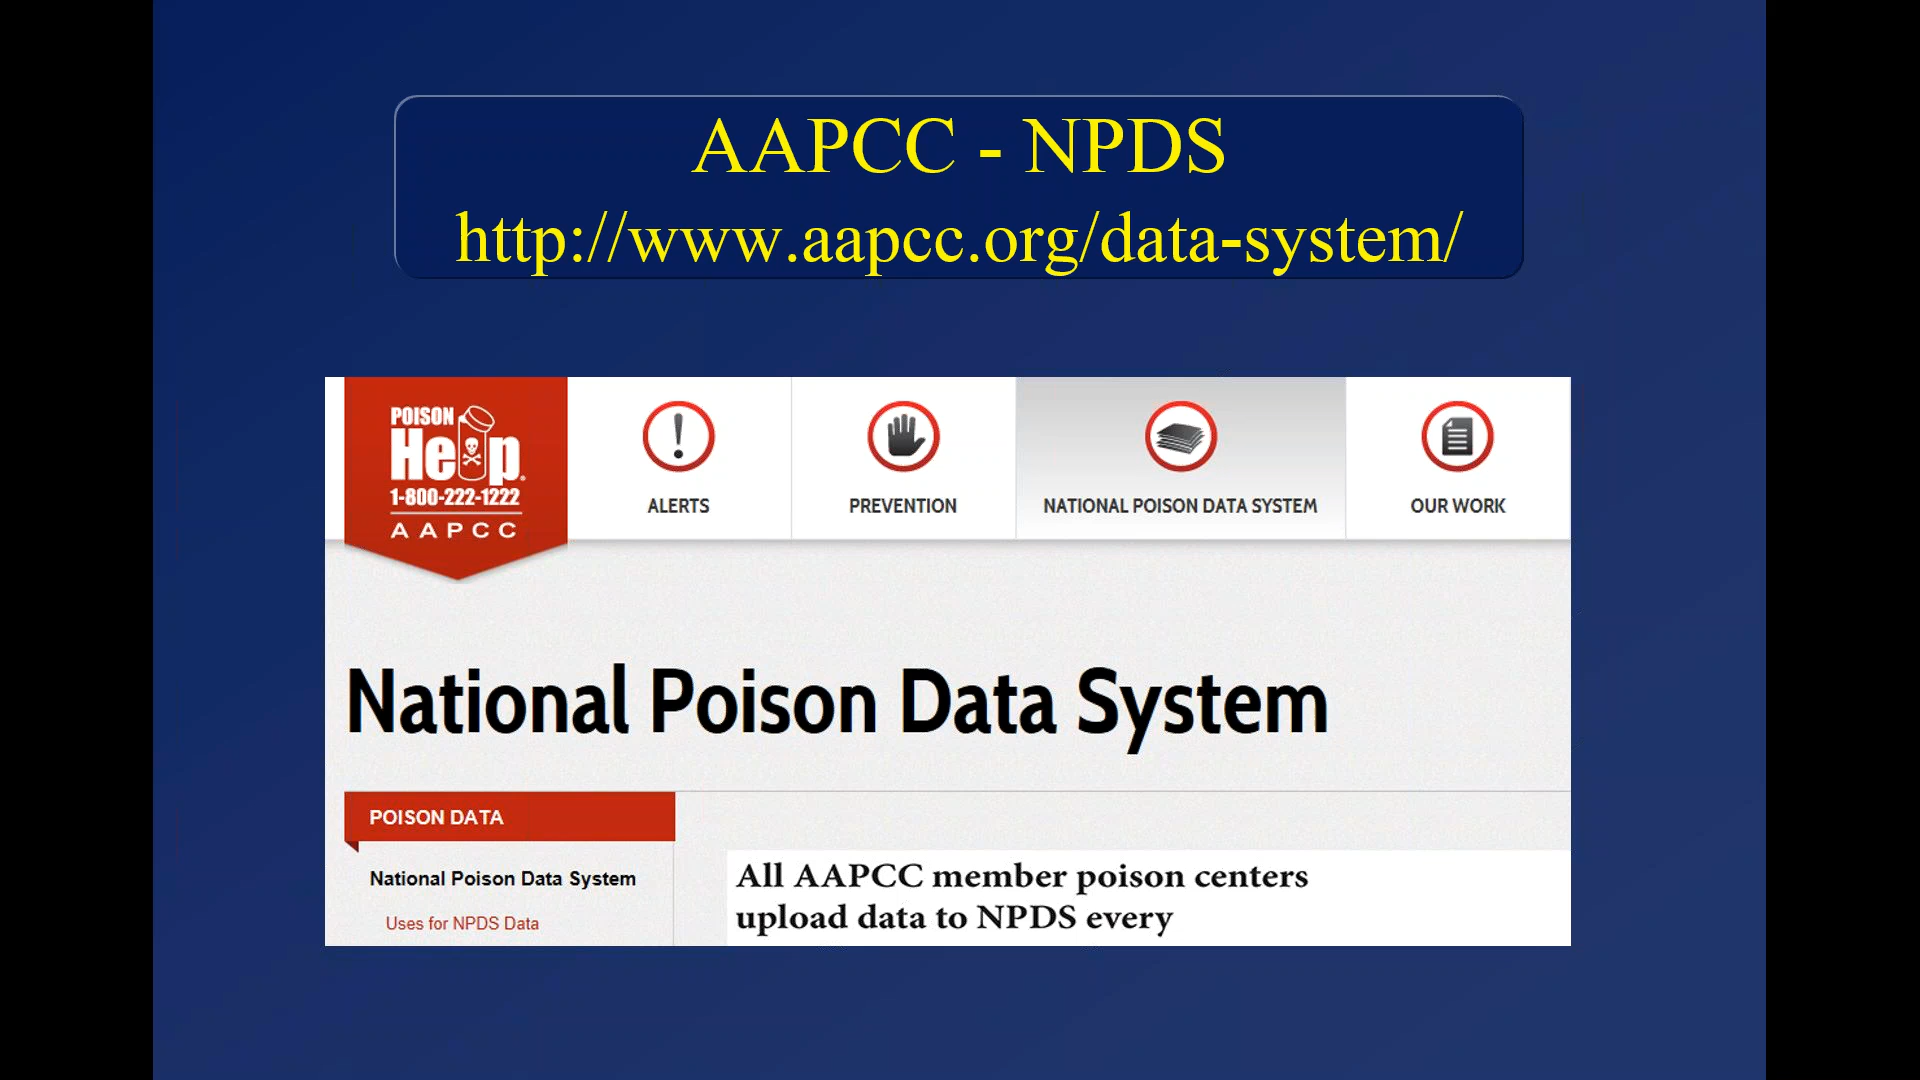 AAPCC - NPDS
http://www.aapcc.org/data-system/
POISON
Help®
1-800-222-1222
AAPCC
ALERTS
PREVENTION
NATIONAL POISON DATA SYSTEM
OUR WORK
National Poison Data System
POISON DATA
National Poison Data System
Uses for NPDS Data
All AAPCC member poison centers
upload data to NPDS every